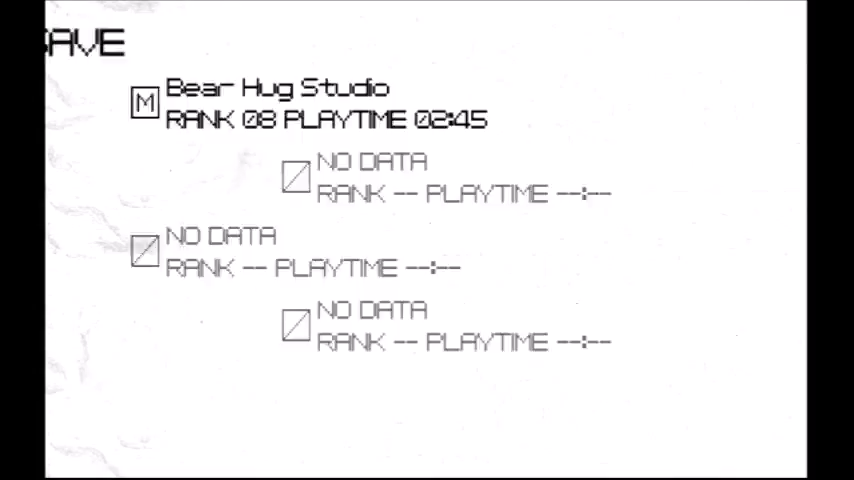 SAVE
M
Bear Hug Studio
RANK 08 PLAYTIME 02:45
NO DATA
RANK -- PLAYTIME --:--
NO DATA
RANK -- PLAYTIME --:--
NO DATA
RANK -- PLAYTIME --:--